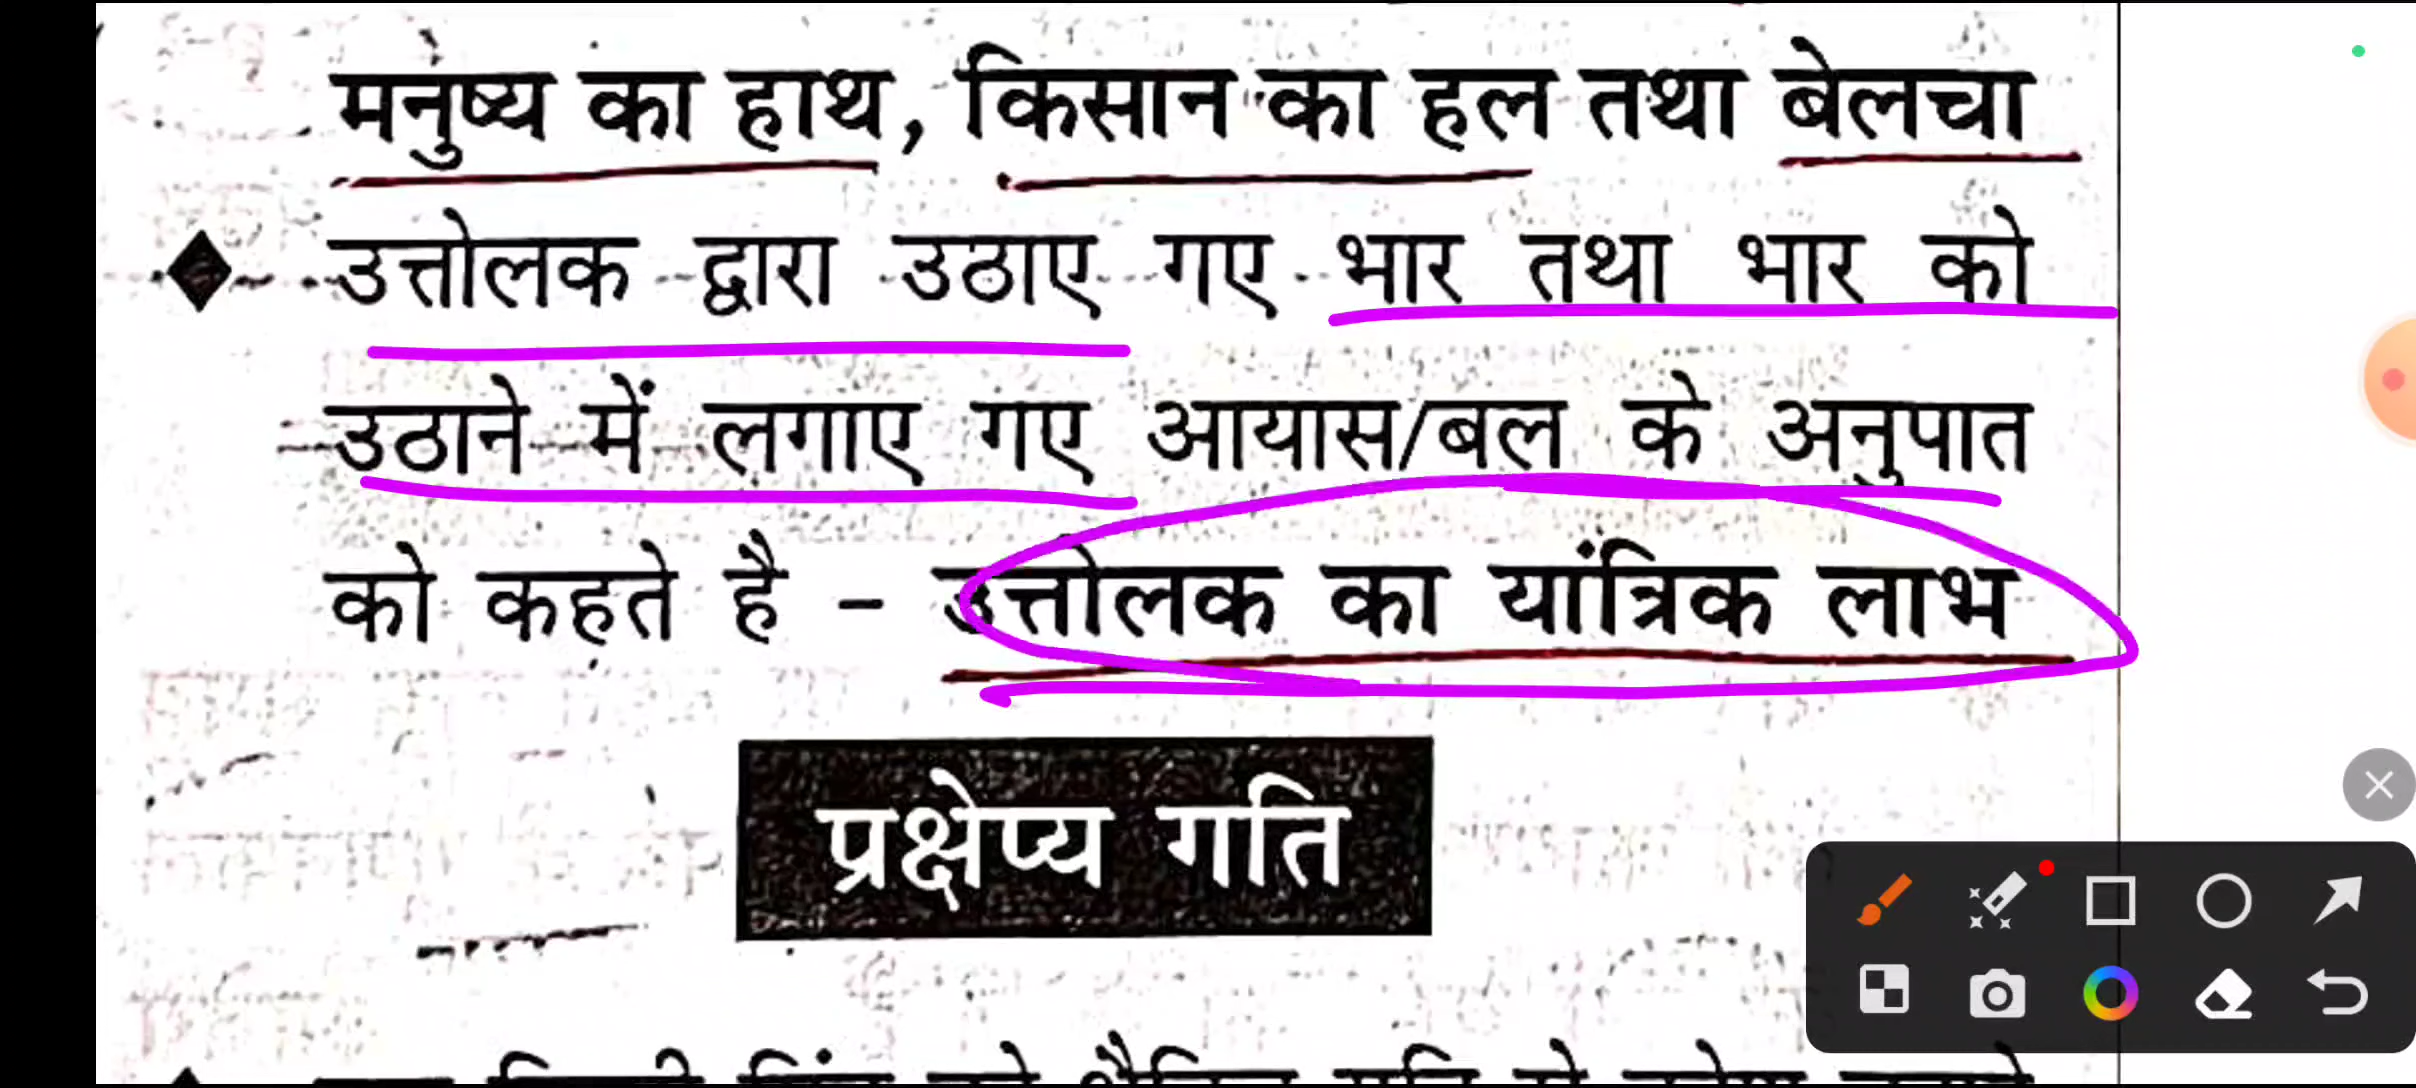 मनुष्य का हाथ, किसान का हल तथा बेलचा
उत्तोलक द्वारा उठाए गए भार तथा भार को
उठाने में लगाए गए आयास/बल के अनुपात
को कहते है – उत्तोलक का यांत्रिक लाभ
प्रक्षेप्य गति